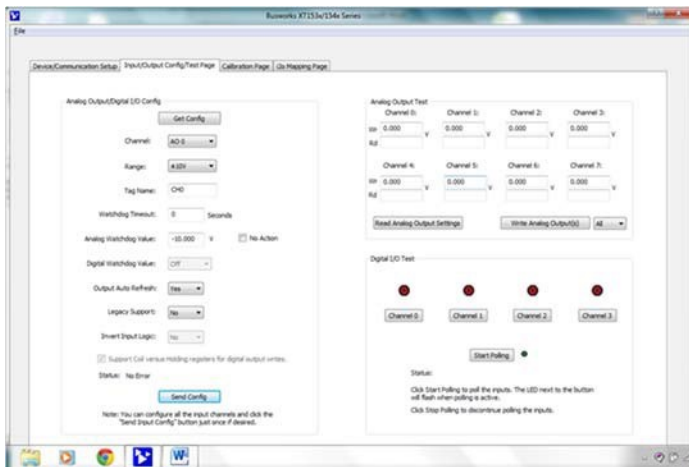 Busworks XT153x/154x Series
File
Device/Communication Setup
Input/Output Config/Test Page
Calibration Page
i2o Mapping Page
Analog Output/Digital I/O Config
Get Config
Channel: AO 0
Range: ±10V
Tag Name: CH0
Watchdog Timeout: 0 Seconds
Analog Watchdog Value: -10.000 V No Action
Digital Watchdog Value: Off
Output Auto Refresh: Yes
Legacy Support: No
Invert Input Logic: No
Support Coil versus Holding registers for digital output writes.
Status: No Error
Send Config
Note: You can configure all the input channels and click the
"Send Input Config" button just once if desired.
Analog Output Test
Channel 0: Channel 1: Channel 2: Channel 3:
Wr 0.000 V 0.000 V 0.000 V 0.000 V
Rd
Channel 4: Channel 5: Channel 6: Channel 7:
Wr 0.000 V 0.000 V 0.000 V 0.000 V
Rd
Read Analog Output Settings
Write Analog Output(s)
All
Digital I/O Test
Channel 0 Channel 1 Channel 2 Channel 3
Start Polling
Status:
Click Start Polling to poll the inputs. The LED next to the button
will flash when polling is active.
Click Stop Polling to discontinue polling the inputs.